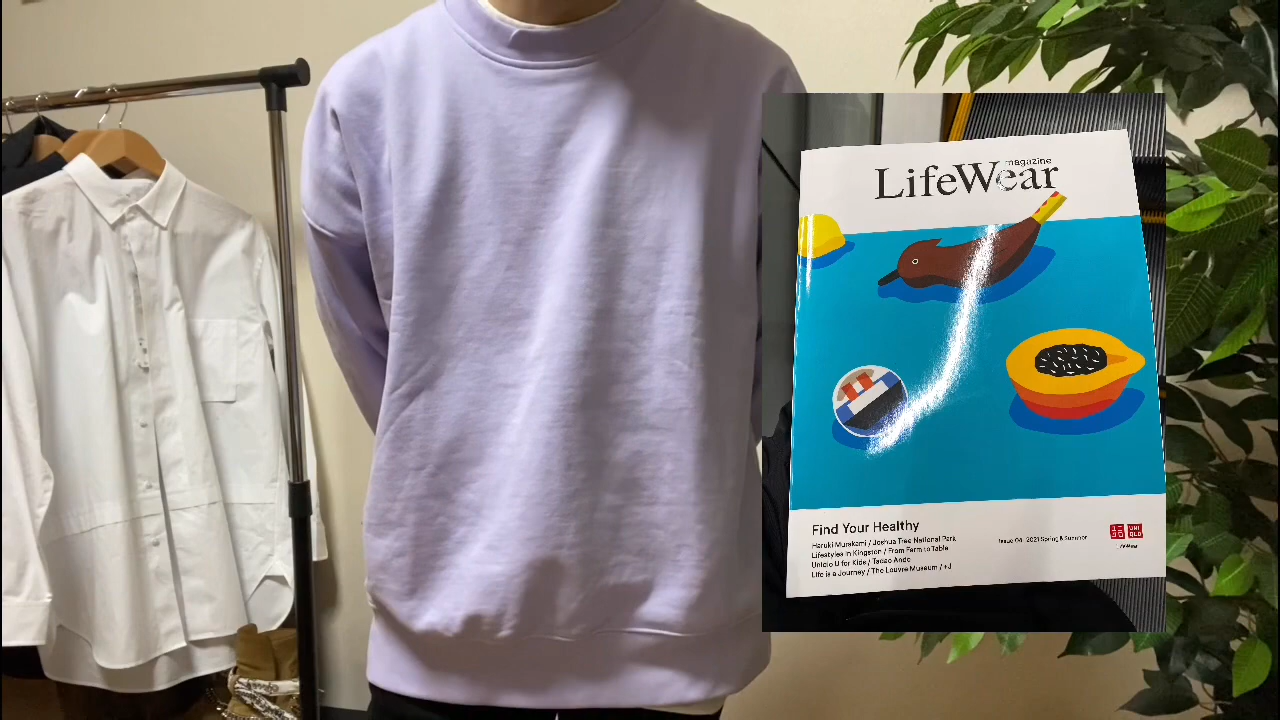 LifeWear
magazine
Find Your Healthy
Haruki Murakami / Joshua Tree National Park
Lifestyles in Kingston / From Farm to Table
Uniqlo U for Kids / Tadao Ando
Life is a Journey / The Louvre Museum / +J
Issue 04 2021 Spring & Summer
UNI
QLO
LifeWear